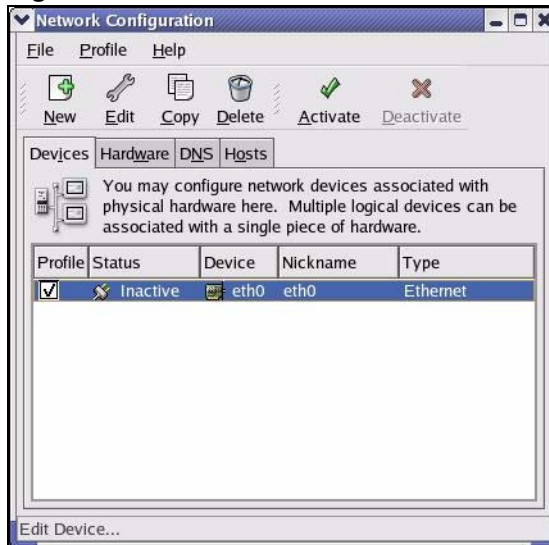 Network Configuration
File Profile Help
New Edit Copy Delete Activate Deactivate
Devices Hardware DNS Hosts
You may configure network devices associated with
physical hardware here. Multiple logical devices can be
associated with a single piece of hardware.
Profile Status Device Nickname Type
Inactive eth0 eth0 Ethernet
Edit Device...